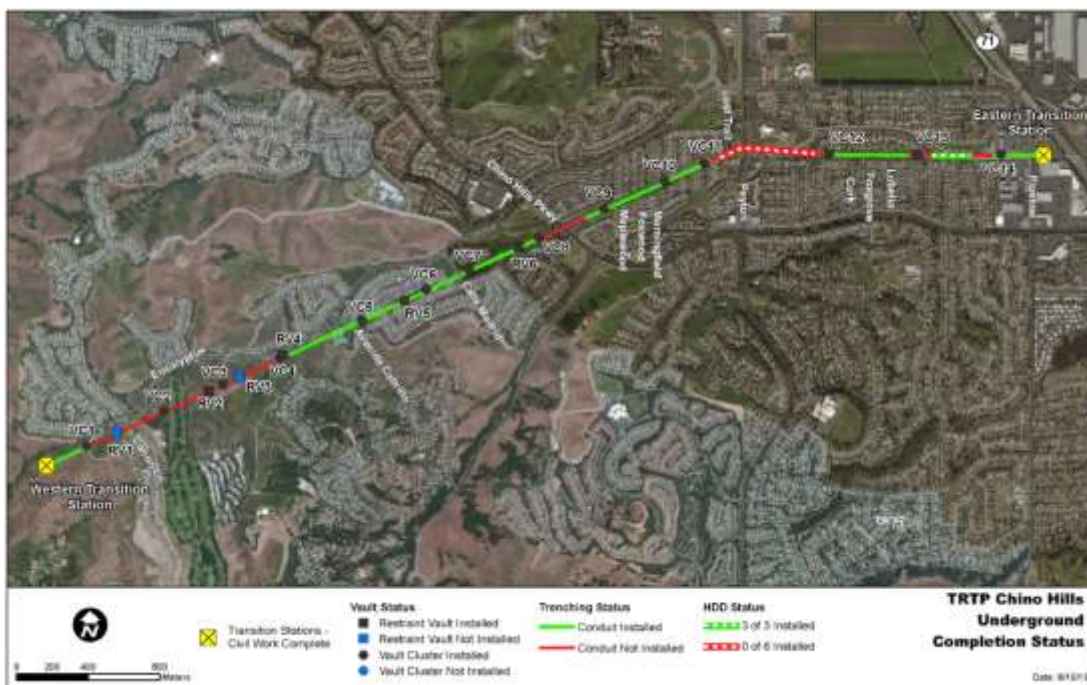 71
Eastern Transition
Station
VC11
VC12
VC13
VC14
VC10
VC9
Chino Hills Pkwy
Peyton
VC8
RV6
Morningfield
VC7
VC6
RV5
VC5
RV4
VC4
RV3
VC3
RV2
VC2
VC1
RV1
Western Transition
Station
N
0 200 400 800
Meters
Transition Stations -
Civil Work Complete
Vault Status
Restraint Vault Installed
Restraint Vault Not Installed
Vault Cluster Installed
Vault Cluster Not Installed
Trenching Status
Conduit Installed
Conduit Not Installed
HDD Status
3 of 3 Installed
0 of 6 Installed
TRTP Chino Hills
Underground
Completion Status